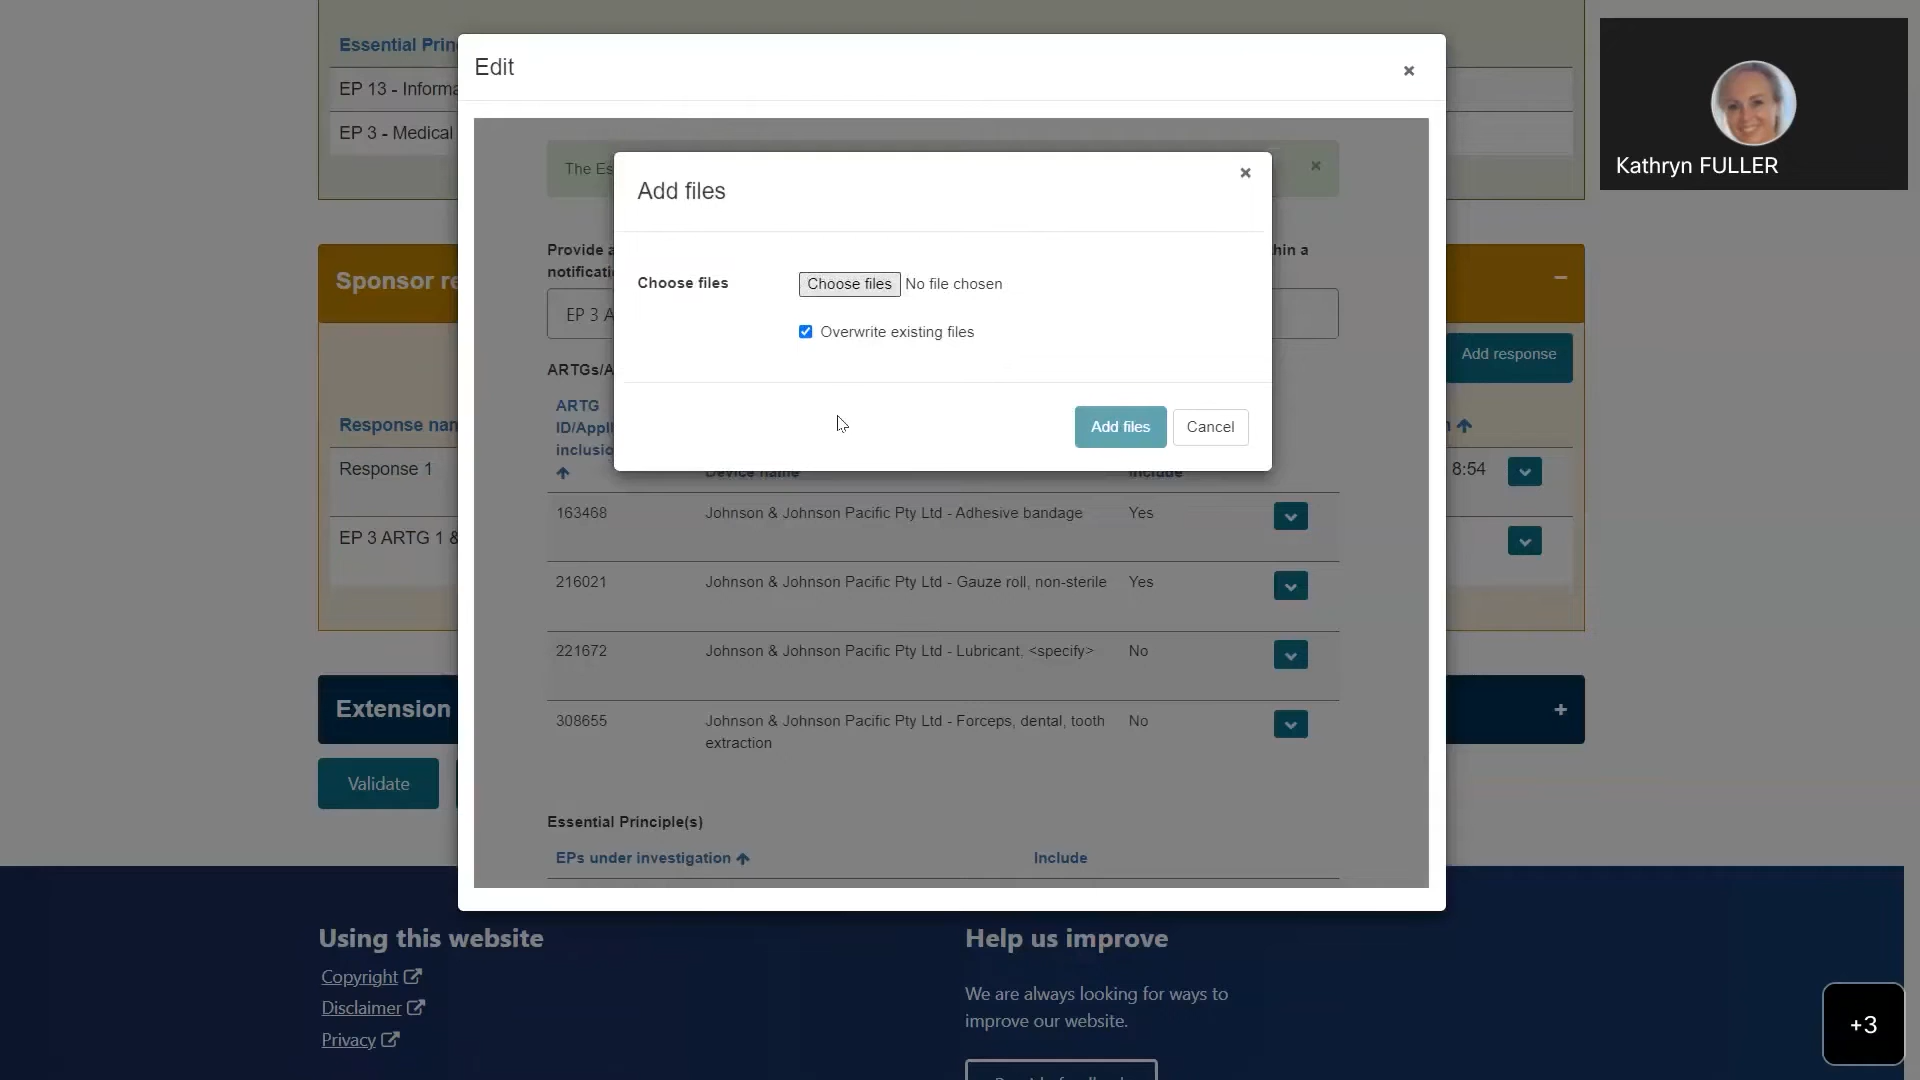 Essential Prin
EP 13 - Informa
EP 3 - Medical
Edit
×
Kathryn FULLER
The Es
×
Add files
×
Provide a
hin a
notificati
Choose files
Choose files No file chosen
EP 3 A
Overwrite existing files
Sponsor re
−
Add response
ARTGs/A
ARTG
ID/Appli
inclusio
Device name
Include
Add files
Cancel
Response nam
Response 1
8:54
EP 3 ARTG 1 &
163468 Johnson & Johnson Pacific Pty Ltd - Adhesive bandage Yes
216021 Johnson & Johnson Pacific Pty Ltd - Gauze roll, non-sterile Yes
221672 Johnson & Johnson Pacific Pty Ltd - Lubricant, <specify> No
308655 Johnson & Johnson Pacific Pty Ltd - Forceps, dental, tooth No
extraction
Extension
+
Validate
Essential Principle(s)
EPs under investigation Include
Using this website
Copyright
Disclaimer
Privacy
Help us improve
We are always looking for ways to
improve our website.
+3